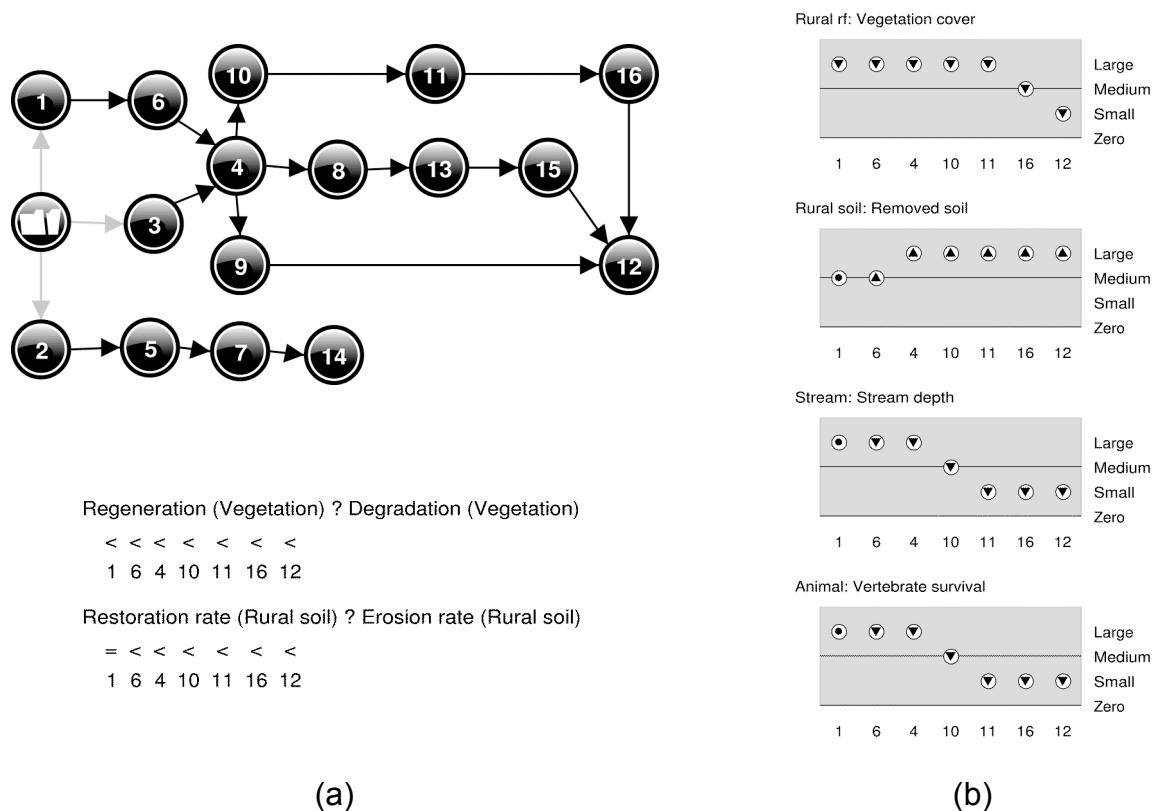 10 11 16
1 6
4 8 13 15
3
9 12
2 5 7 14
Regeneration (Vegetation) ? Degradation (Vegetation)
< < < < < < <
1 6 4 10 11 16 12
Restoration rate (Rural soil) ? Erosion rate (Rural soil)
= < < < < < <
1 6 4 10 11 16 12
(a)
Rural rf: Vegetation cover
Large
Medium
Small
Zero
1 6 4 10 11 16 12
Rural soil: Removed soil
Large
Medium
Small
Zero
1 6 4 10 11 16 12
Stream: Stream depth
Large
Medium
Small
Zero
1 6 4 10 11 16 12
Animal: Vertebrate survival
Large
Medium
Small
Zero
1 6 4 10 11 16 12
(b)